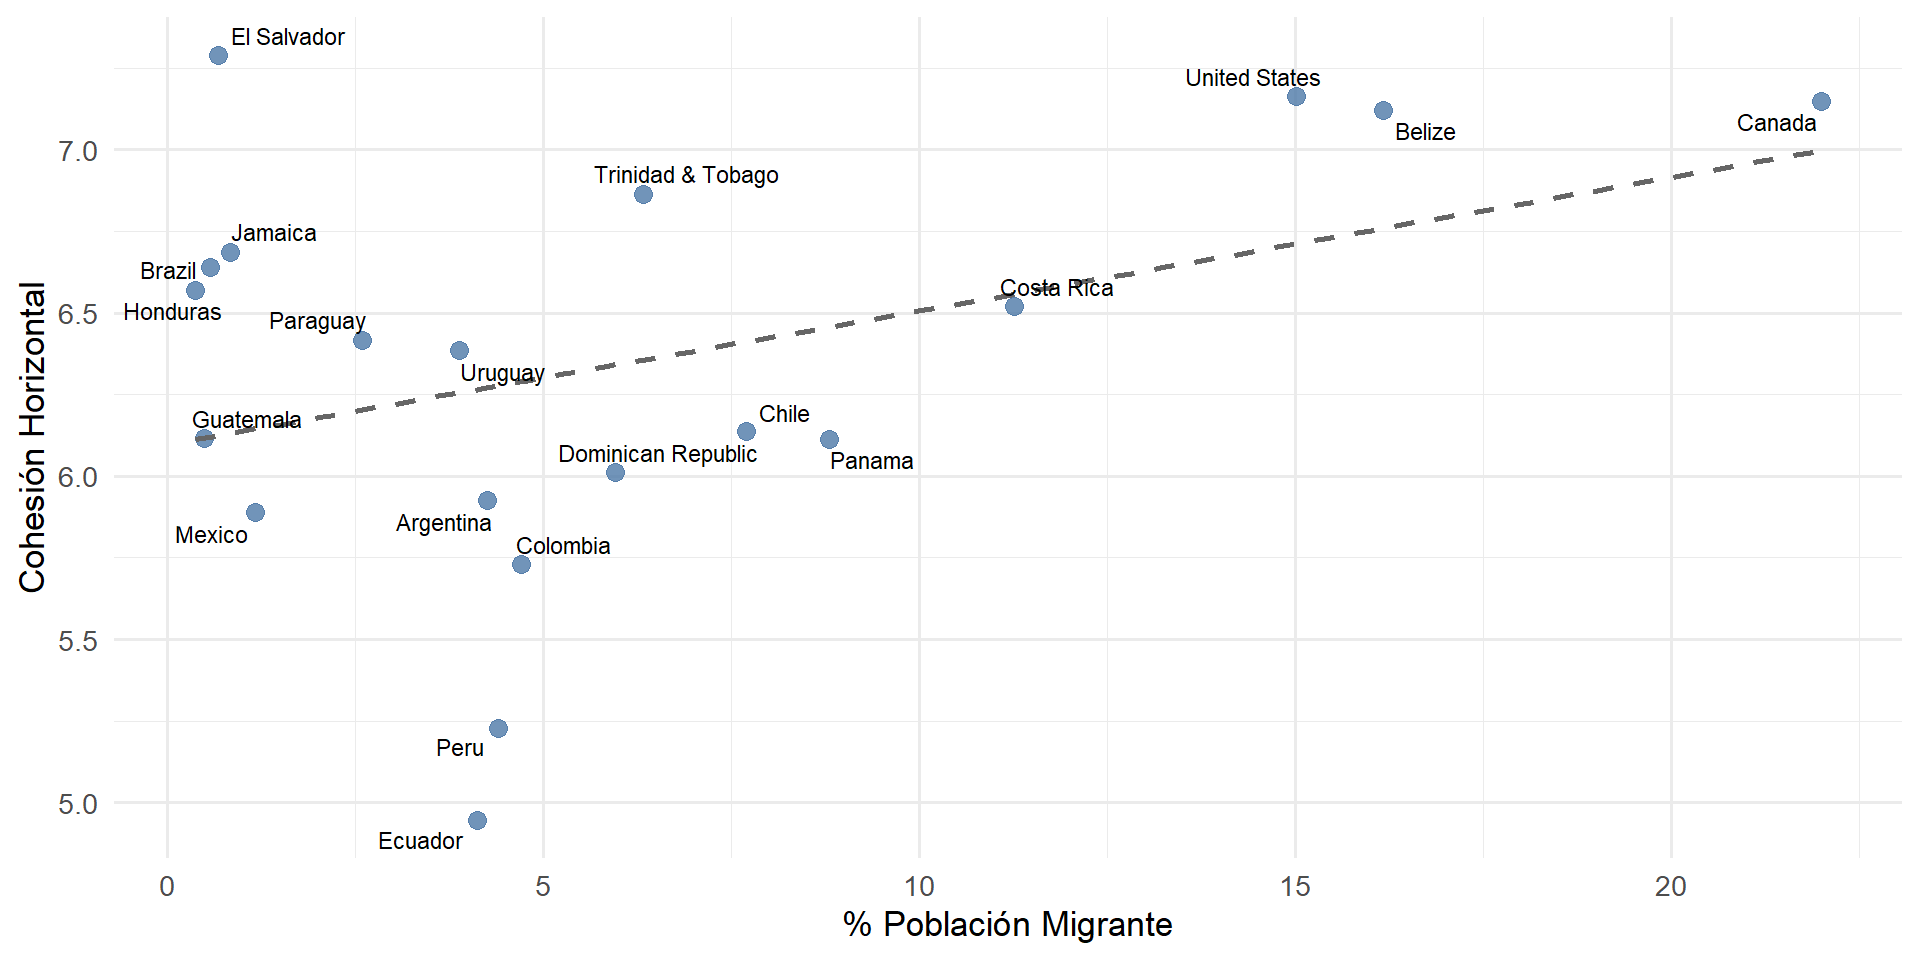 El Salvador
United States
Belize
Canada
Trinidad & Tobago
Jamaica
Brazil
Honduras
Costa Rica
Paraguay
Uruguay
Guatemala
Chile
Dominican Republic
Panama
Mexico
Argentina
Colombia
Peru
Ecuador
Cohesión Horizontal
7.0
6.5
6.0
5.5
5.0
0
5
10
15
20
% Población Migrante